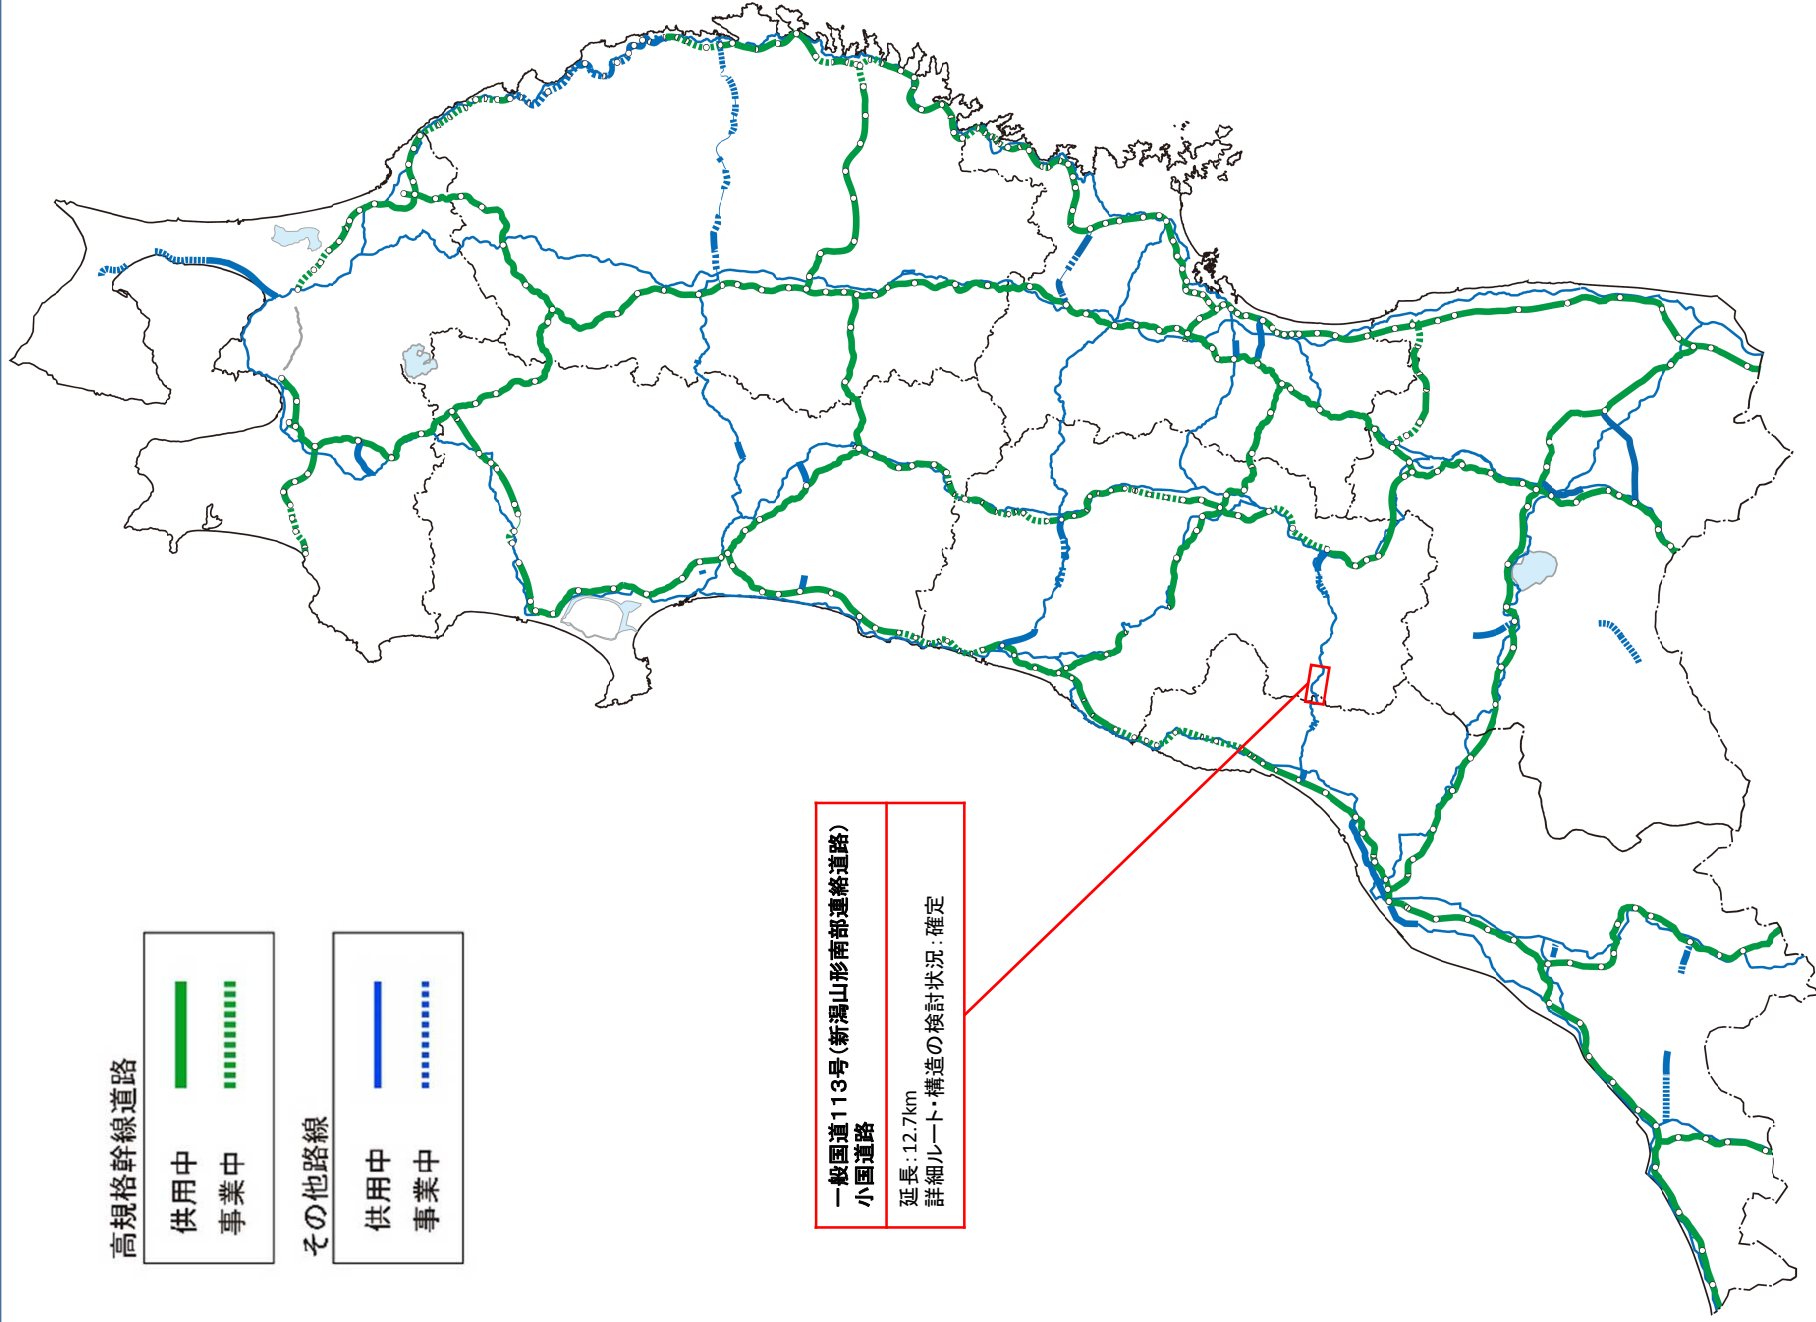 高規格幹線道路
供用中
事業中
その他路線
供用中
事業中
一般国道113号(新潟山形南部連絡道路)
小国道路
延長:12.7km
詳細ルート・構造の検討状況:確定